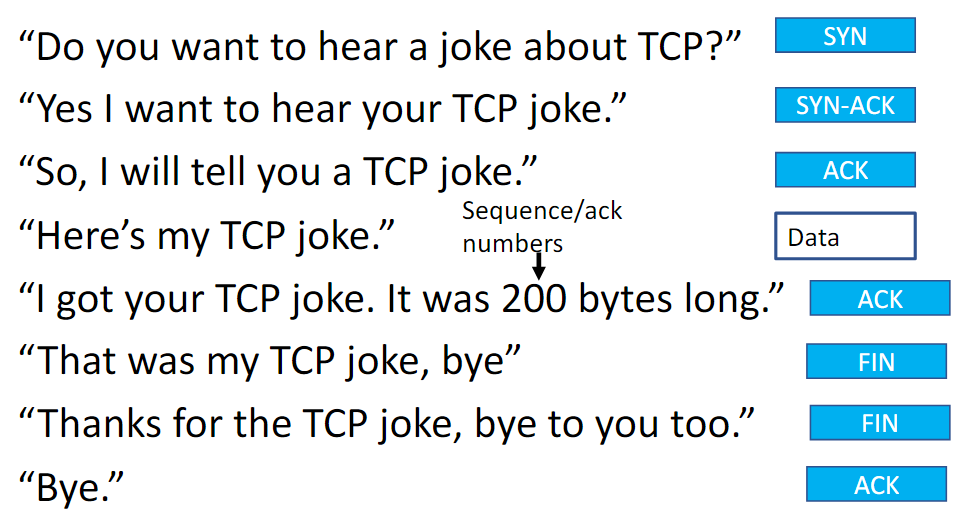 “Do you want to hear a joke about TCP?” SYN
“Yes I want to hear your TCP joke.” SYN-ACK
“So, I will tell you a TCP joke.” ACK
Sequence/ack
numbers
“Here’s my TCP joke.” Data
“I got your TCP joke. It was 200 bytes long.” ACK
“That was my TCP joke, bye” FIN
“Thanks for the TCP joke, bye to you too.” FIN
“Bye.” ACK